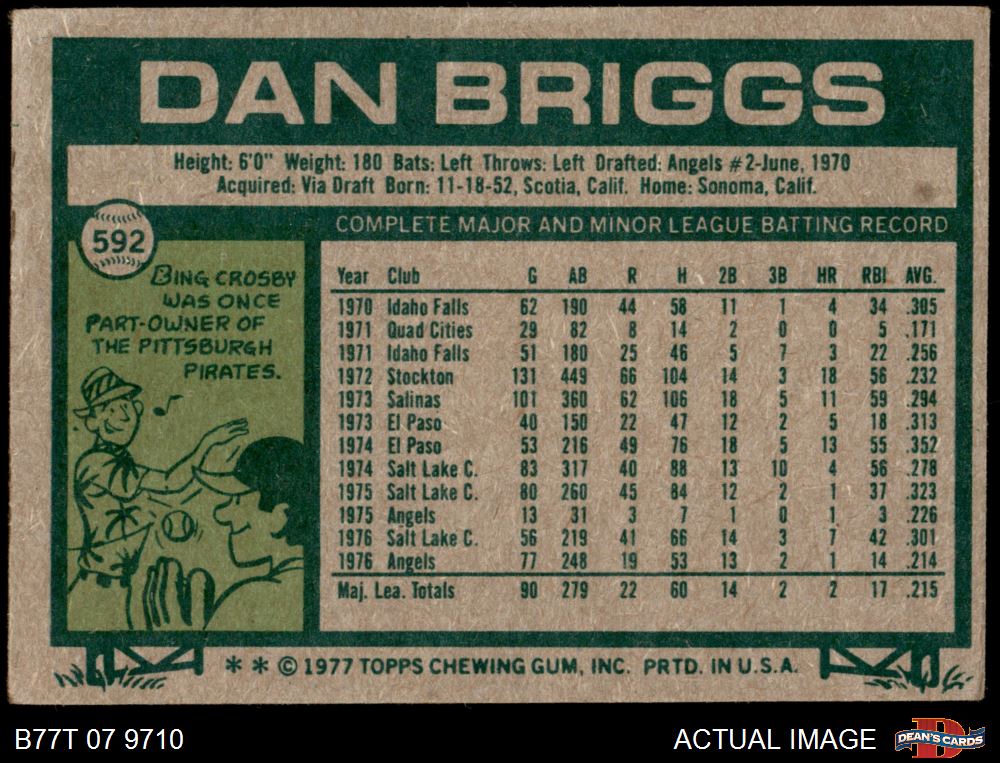 DAN BRIGGS
Height: 6'0" Weight: 180 Bats: Left Throws: Left Drafted: Angels #2-June, 1970
Acquired: Via Draft Born: 11-18-52, Scotia, Calif. Home: Sonoma, Calif.
592
BING CROSBY
WAS ONCE
PART-OWNER OF
THE PITTSBURGH
PIRATES.
COMPLETE MAJOR AND MINOR LEAGUE BATTING RECORD
Year Club G AB R H 2B 3B HR RBI AVG.
1970 Idaho Falls 62 190 44 58 11 1 4 34 .305
1971 Quad Cities 29 82 8 14 2 0 0 5 .171
1971 Idaho Falls 51 180 25 46 5 7 3 22 .256
1972 Stockton 131 449 66 104 14 3 18 56 .232
1973 Salinas 101 360 62 106 18 5 11 59 .294
1973 El Paso 40 150 22 47 12 2 5 18 .313
1974 El Paso 53 216 49 76 18 5 13 55 .352
1974 Salt Lake C. 83 317 40 88 13 10 4 56 .278
1975 Salt Lake C. 80 260 45 84 12 2 1 37 .323
1975 Angels 13 31 3 7 1 0 1 3 .226
1976 Salt Lake C. 56 219 41 66 14 3 7 42 .301
1976 Angels 77 248 19 53 13 2 1 14 .214
Maj. Lea. Totals 90 279 22 60 14 2 2 17 .215
* * © 1977 TOPPS CHEWING GUM, INC. PRTD. IN U.S.A.
B77T 07 9710
ACTUAL IMAGE
DEAN'S CARDS